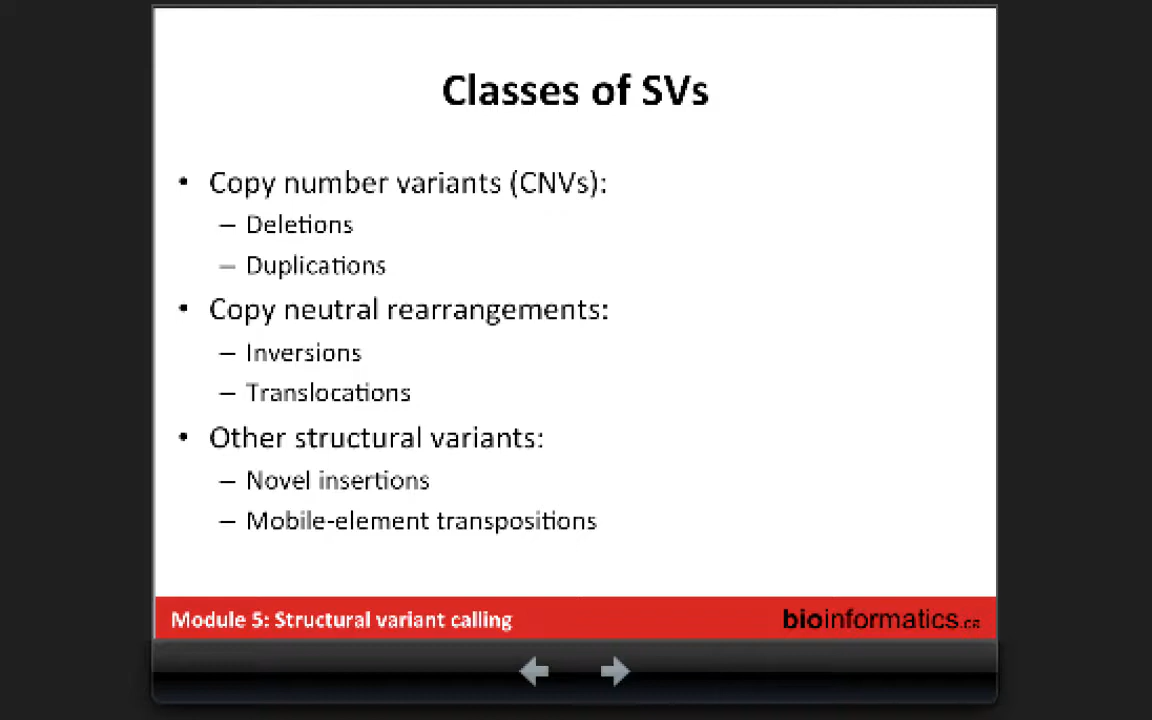 Classes of SVs
• Copy number variants (CNVs):
– Deletions
– Duplications
• Copy neutral rearrangements:
– Inversions
– Translocations
• Other structural variants:
– Novel insertions
– Mobile-element transpositions
Module 5: Structural variant calling
bioinformatics.ca